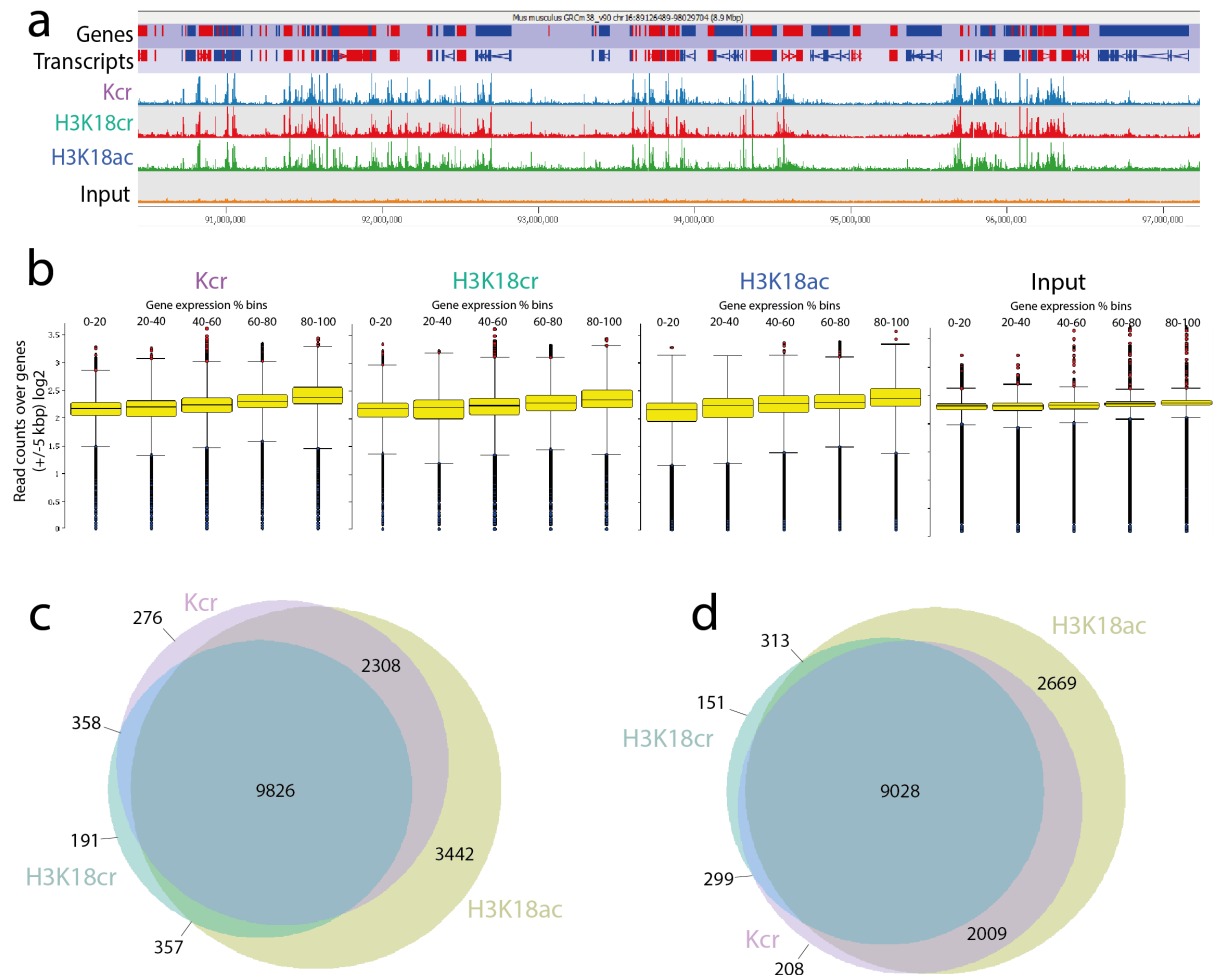 a
Mus musculus GRCm38_v90 chr16:89126489-98029704 (8.9 Mbp)
Genes
Transcripts
Kcr
H3K18cr
H3K18ac
Input
91,000,000 92,000,000 93,000,000 94,000,000 95,000,000 96,000,000 97,000,000
b
Kcr H3K18cr H3K18ac Input
Gene expression % bins Gene expression % bins Gene expression % bins Gene expression % bins
0-20 20-40 40-60 60-80 80-100 0-20 20-40 40-60 60-80 80-100 0-20 20-40 40-60 60-80 80-100 0-20 20-40 40-60 60-80 80-100
Read counts over genes
(+/-5 kbp) log2
3.5
3
2.5
2
1.5
1
0.5
0
c
Kcr
276
2308
358
9826
191
3442
H3K18cr
H3K18ac
357
d
H3K18ac
313
2669
151
H3K18cr
9028
299
Kcr
2009
208